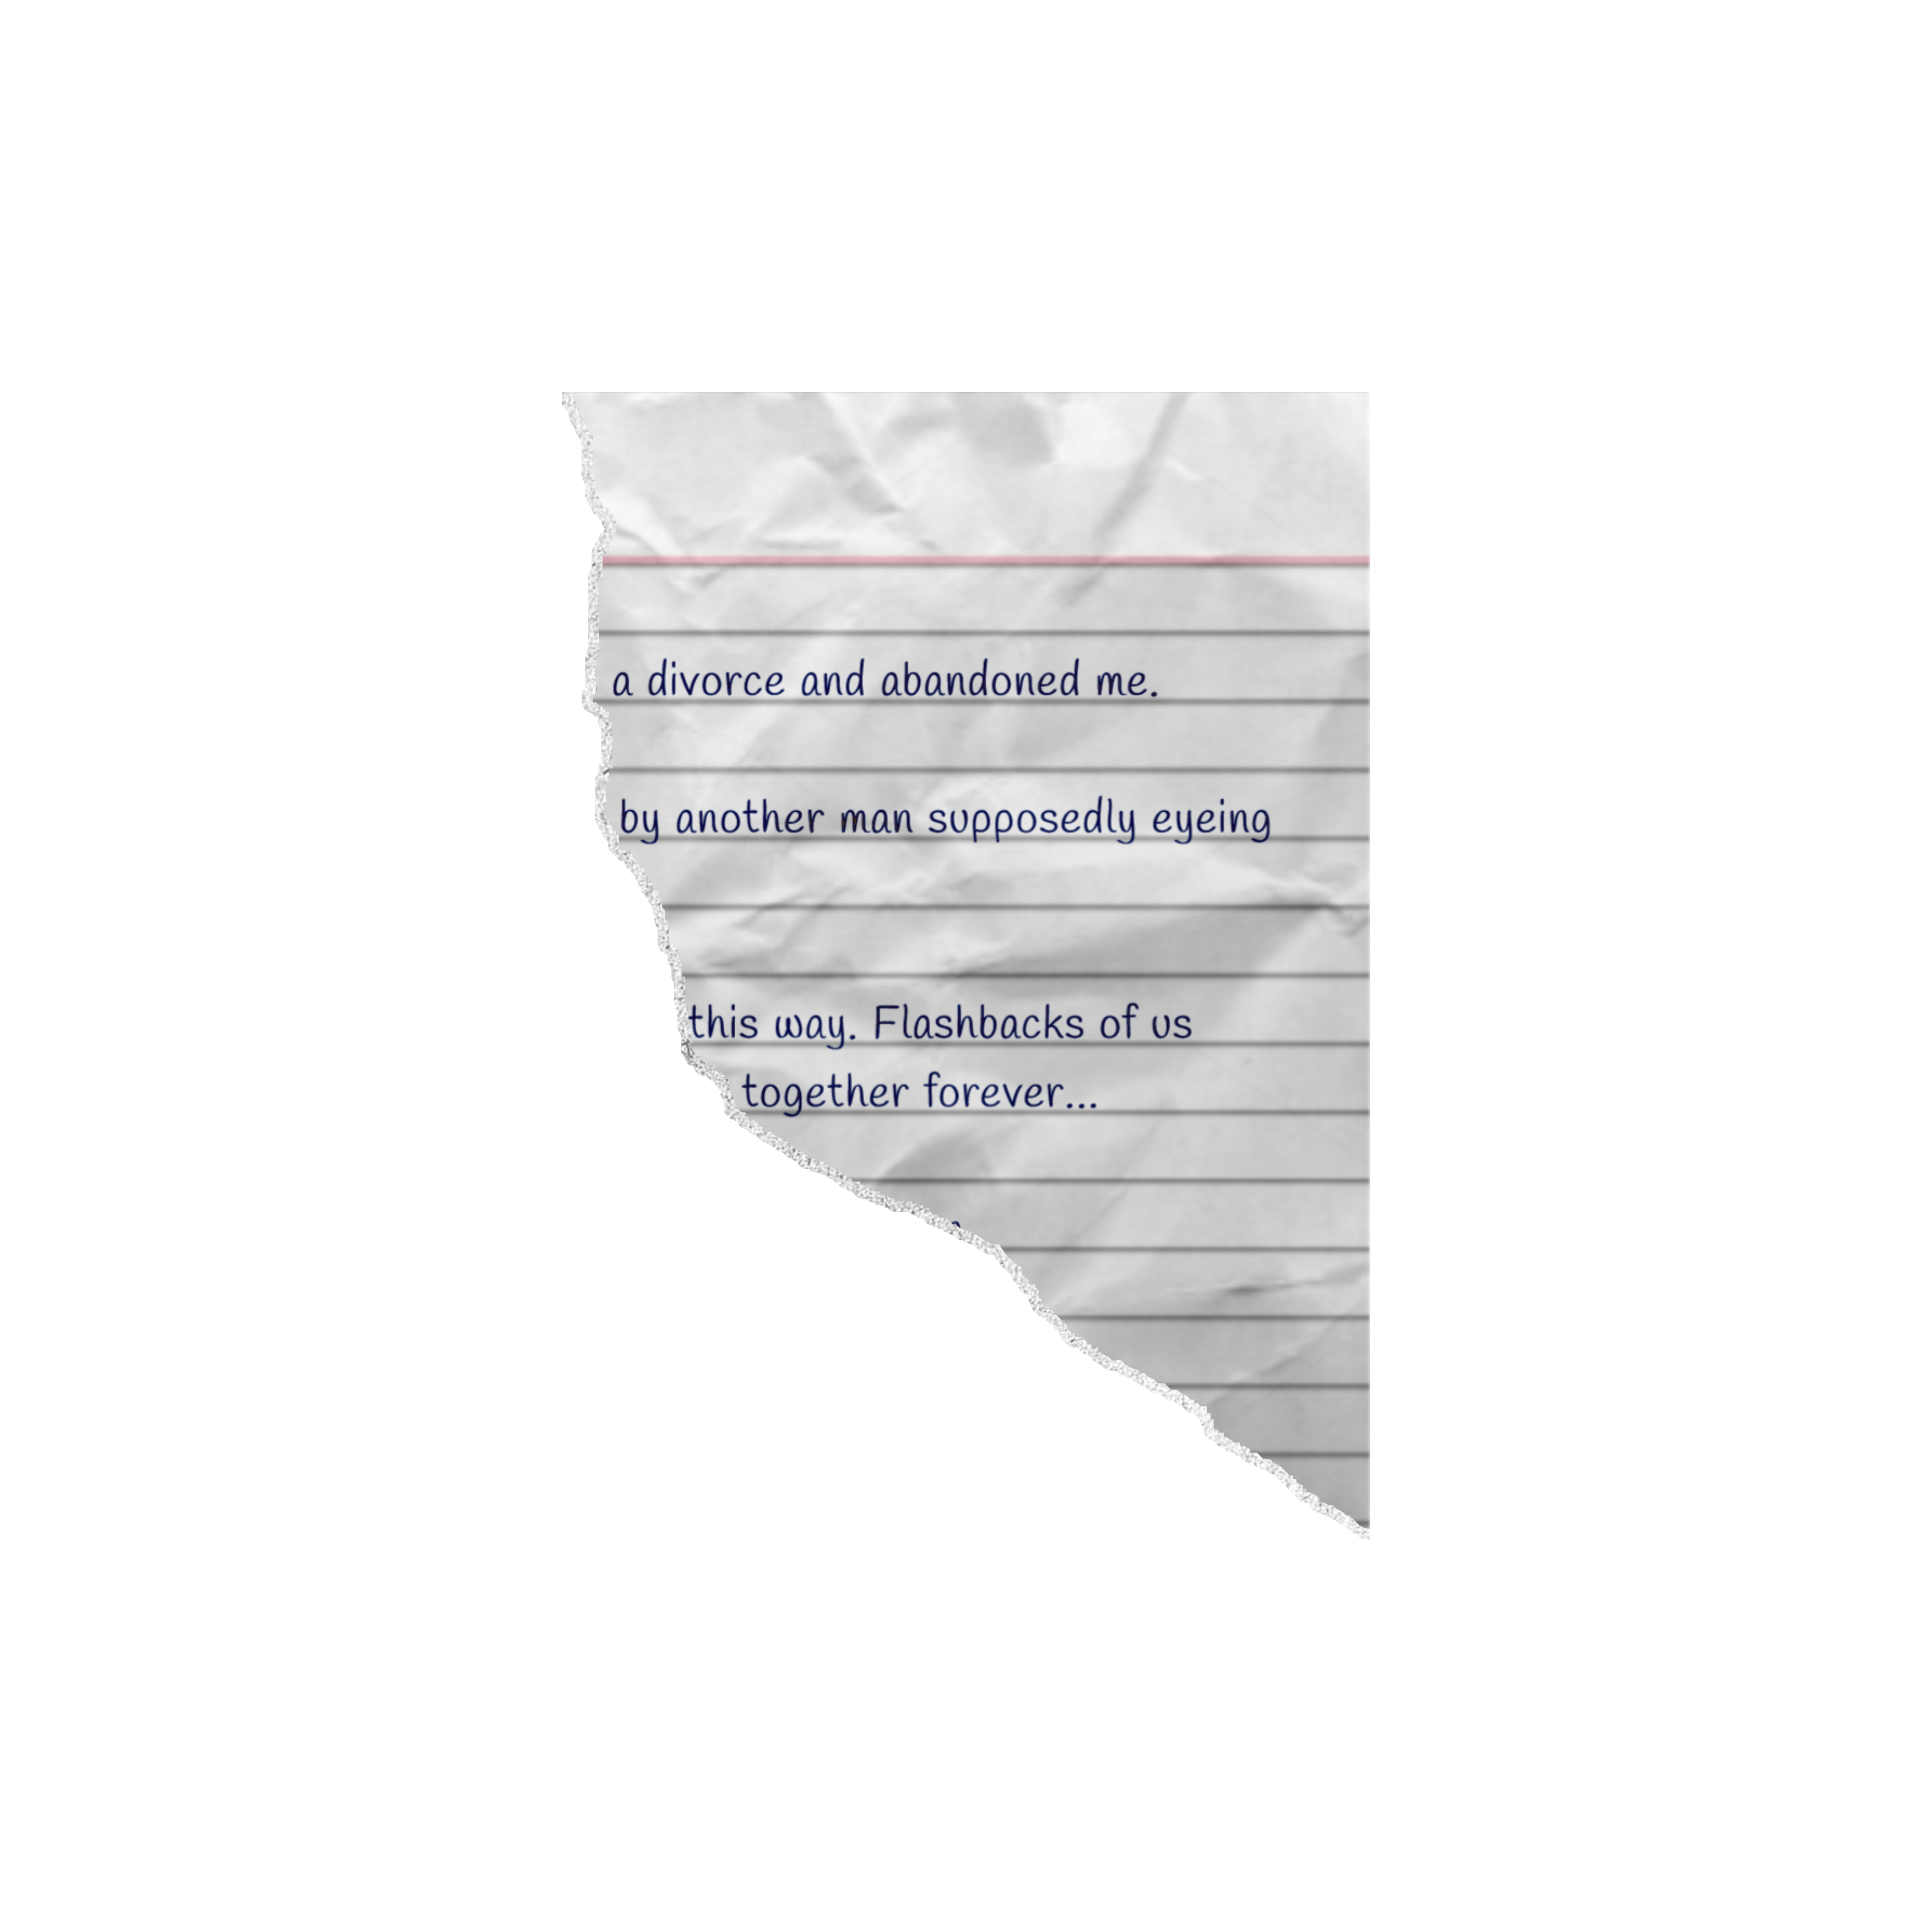 a divorce and abandoned me.
by another man supposedly eyeing
this way. Flashbacks of us
together forever...